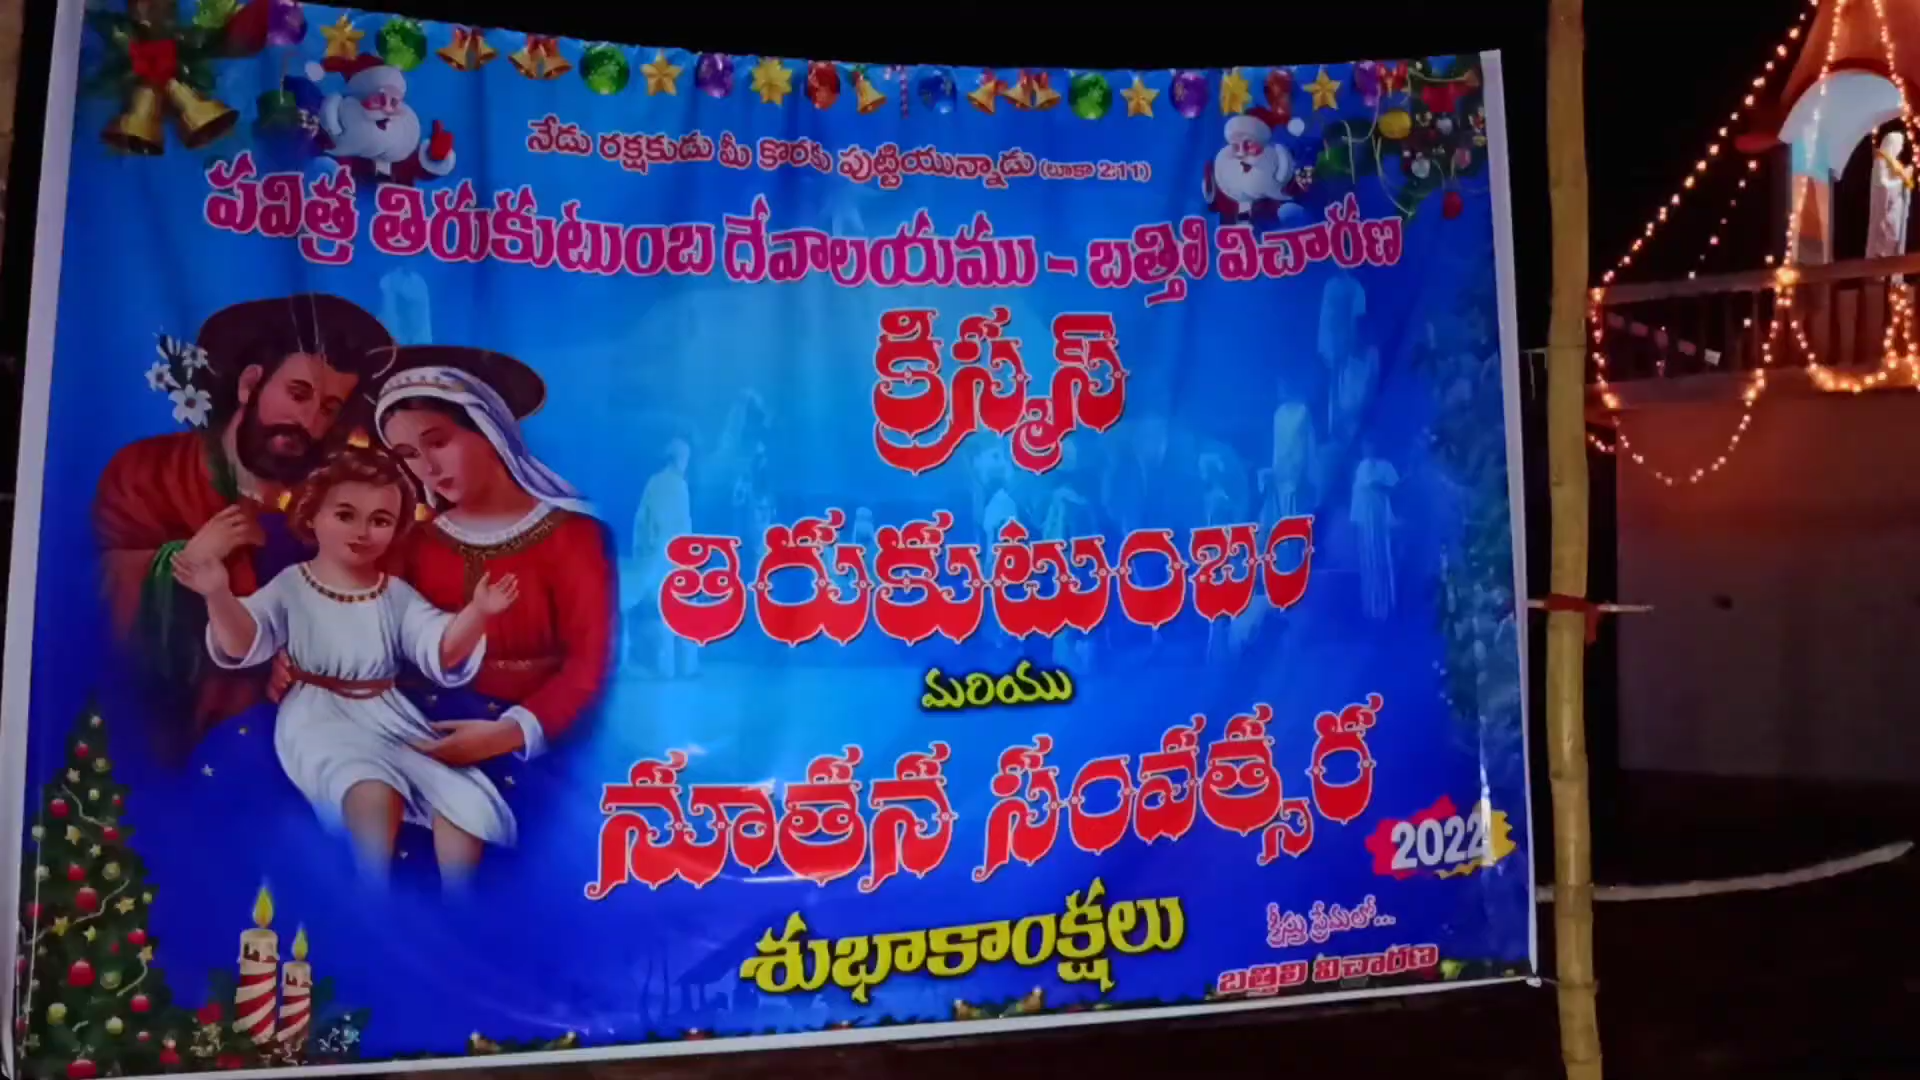 నేడు రక్షకుడు మీ కొరకు పుట్టియున్నాడు (లూకా 2:11)
పవిత్ర తిరుకుటుంబ దేవాలయము - బత్తిలి విచారణ
క్రిస్మస్
తిరుకుటుంబం
మరియు
నూతన సంవత్సర
2022
శుభాకాంక్షలు
క్రీస్తు ప్రేమలో...
బత్తిలి విచారణ